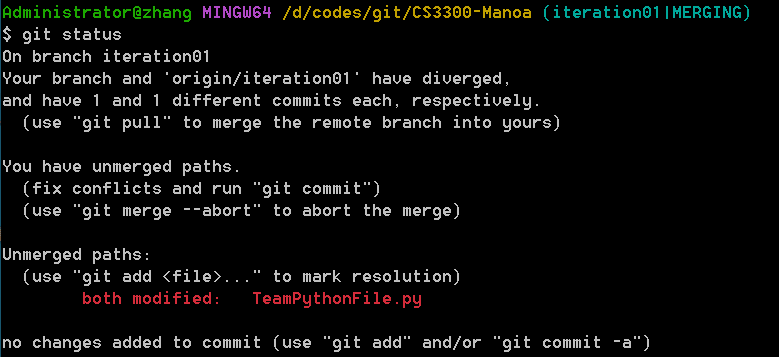 Administrator@zhang MINGW64 /d/codes/git/CS3300-Manoa (iteration01|MERGING)
$ git status
On branch iteration01
Your branch and 'origin/iteration01' have diverged,
and have 1 and 1 different commits each, respectively.
  (use "git pull" to merge the remote branch into yours)

You have unmerged paths.
  (fix conflicts and run "git commit")
  (use "git merge --abort" to abort the merge)

Unmerged paths:
  (use "git add <file>..." to mark resolution)
        both modified:   TeamPythonFile.py

no changes added to commit (use "git add" and/or "git commit -a")